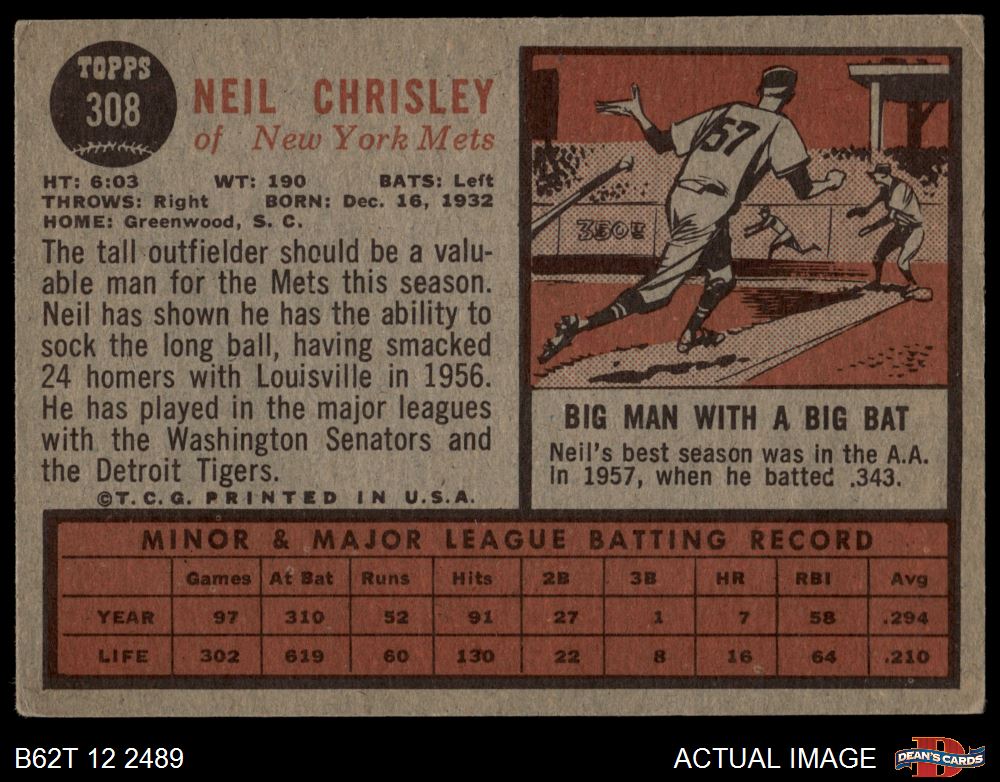 TOPPS
308
NEIL CHRISLEY
of New York Mets
HT: 6:03 WT: 190 BATS: Left
THROWS: Right BORN: Dec. 16, 1932
HOME: Greenwood, S. C.
The tall outfielder should be a valu-
able man for the Mets this season.
Neil has shown he has the ability to
sock the long ball, having smacked
24 homers with Louisville in 1956.
He has played in the major leagues
with the Washington Senators and
the Detroit Tigers.
©T.C.G. PRINTED IN U.S.A.
57
350F
BIG MAN WITH A BIG BAT
Neil's best season was in the A.A.
in 1957, when he batted .343.
MINOR & MAJOR LEAGUE BATTING RECORD
Games At Bat Runs Hits 2B 3B HR RBI Avg
YEAR 97 310 52 91 27 1 7 58 .294
LIFE 302 619 60 130 22 8 16 64 .210
B62T 12 2489
ACTUAL IMAGE
D
DEAN'S CARDS